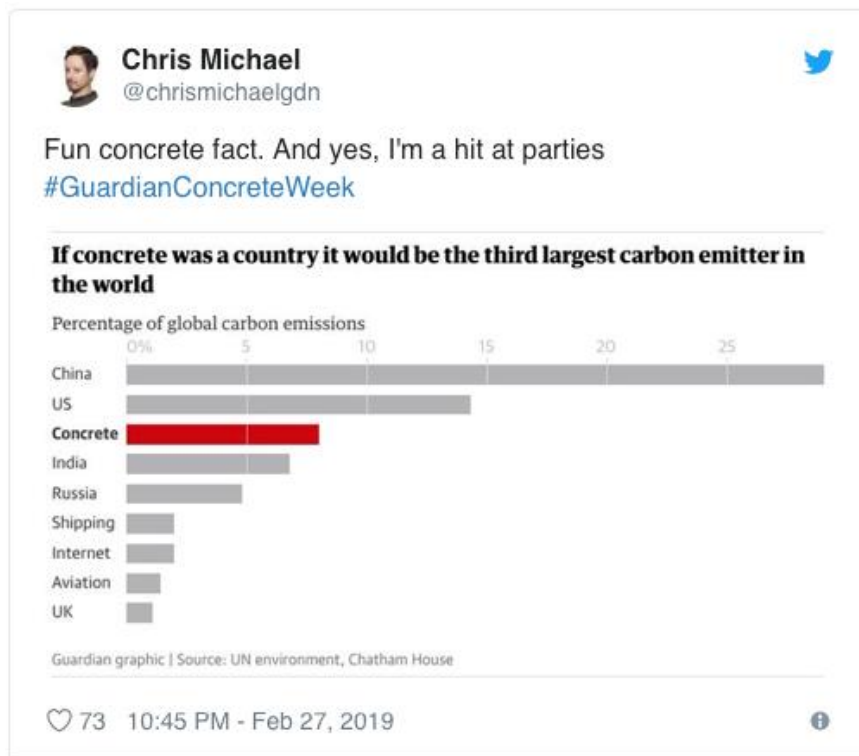 Chris Michael
@chrismichaelgdn
Fun concrete fact. And yes, I'm a hit at parties
#GuardianConcreteWeek
If concrete was a country it would be the third largest carbon emitter in
the world
Percentage of global carbon emissions
0% 5 10 15 20 25
China
US
Concrete
India
Russia
Shipping
Internet
Aviation
UK
Guardian graphic | Source: UN environment, Chatham House
73 10:45 PM - Feb 27, 2019